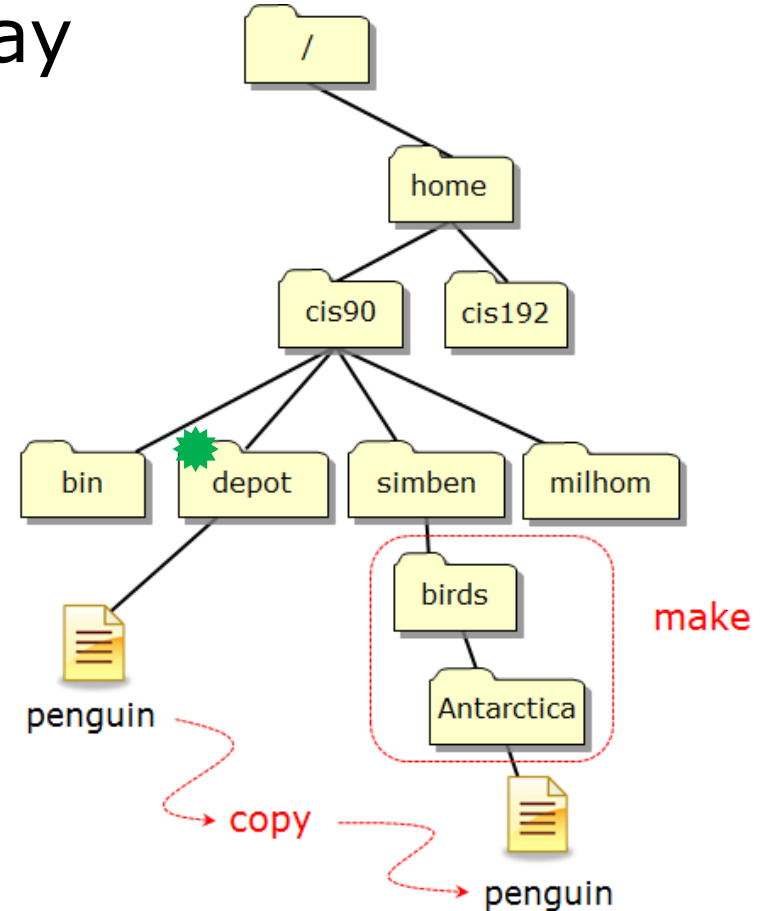 ay
/
home
cis90 cis192
bin depot simben milhom
birds
make
Antarctica
penguin
copy
penguin